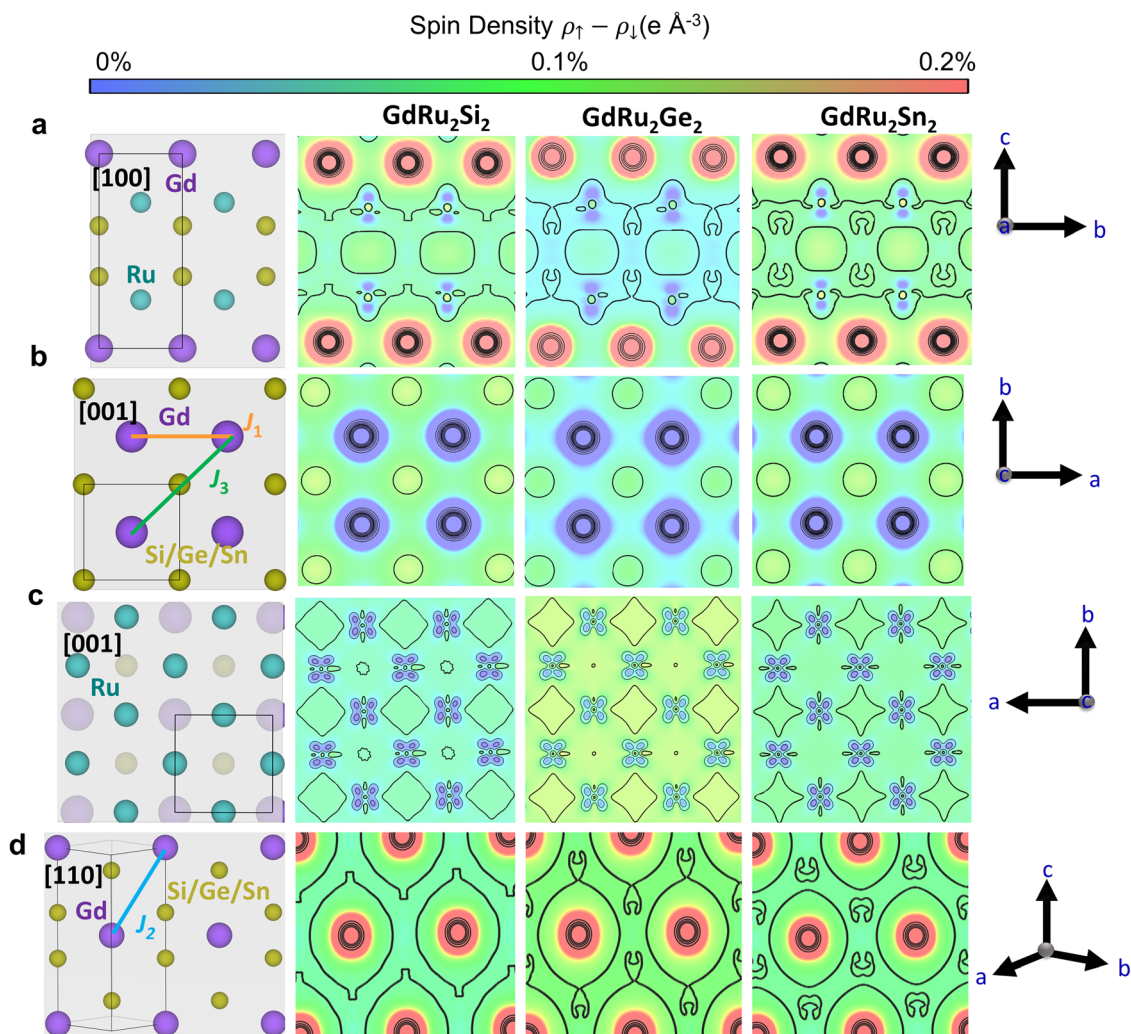 Spin Density ρ↑ − ρ↓(e Å⁻³)
0% 0.1% 0.2%
GdRu₂Si₂ GdRu₂Ge₂ GdRu₂Sn₂
a
[100]
Gd
Ru
c
a
b
b
[001]
Gd
J₁
J₃
Si/Ge/Sn
b
c
a
c
[001]
Ru
b
a
c
d
[110]
Si/Ge/Sn
Gd
J₂
c
a
b